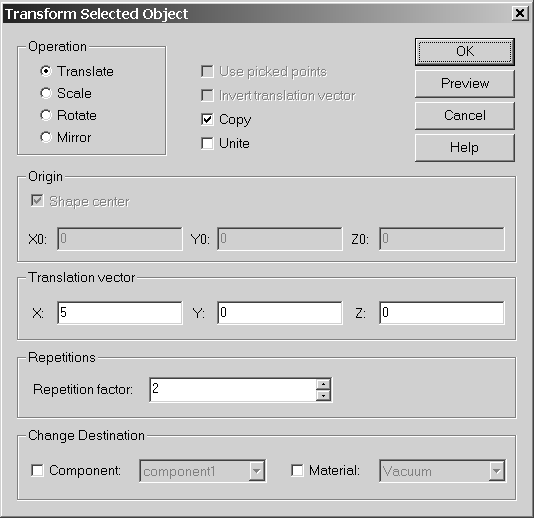 Transform Selected Object
Operation
Translate
Scale
Rotate
Mirror
Use picked points
Invert translation vector
Copy
Unite
OK
Preview
Cancel
Help
Origin
Shape center
X0: 0 Y0: 0 Z0: 0
Translation vector
X: 5 Y: 0 Z: 0
Repetitions
Repetition factor: 2
Change Destination
Component: component1 Material: Vacuum